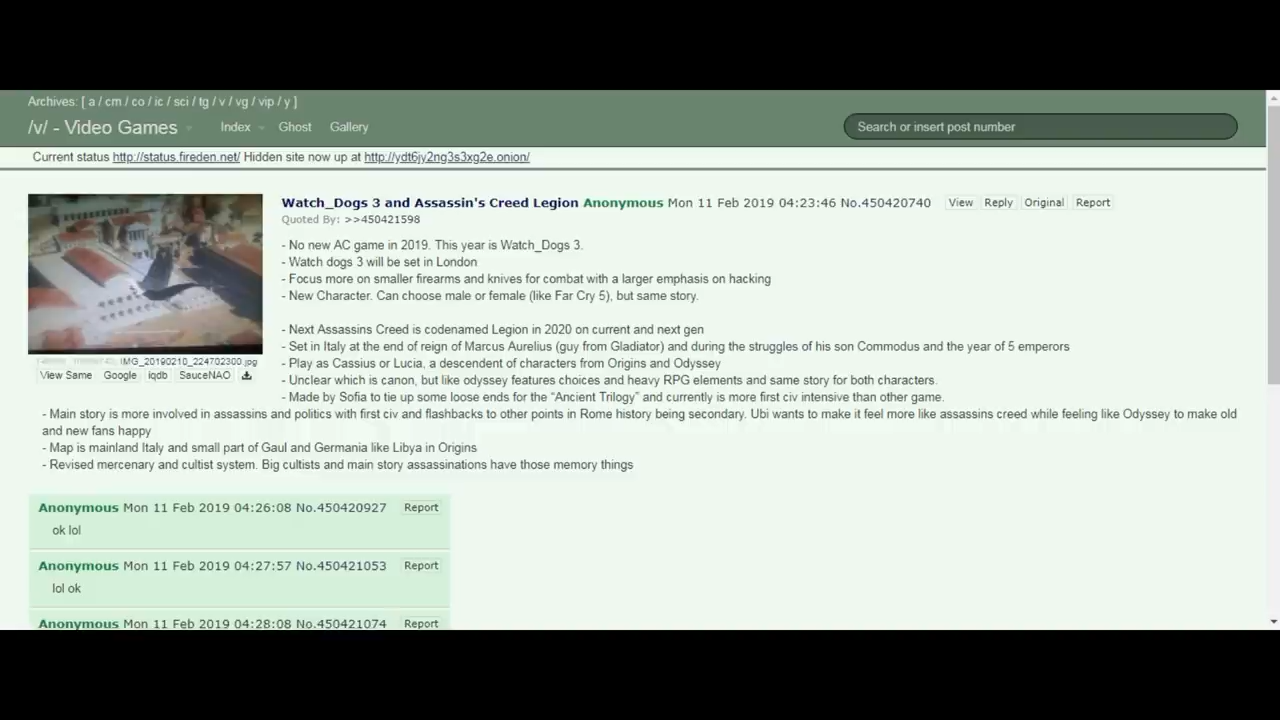 Archives: [ a / cm / co / ic / sci / tg / v / vg / vip / y ]
/v/ - Video Games Index Ghost Gallery Search or insert post number
Current status http://status.fireden.net/ Hidden site now up at http://ydt6jy2ng3s3xg2e.onion/
Watch_Dogs 3 and Assassin's Creed Legion Anonymous Mon 11 Feb 2019 04:23:46 No.450420740 View Reply Original Report
Quoted By: >>450421598
- No new AC game in 2019. This year is Watch_Dogs 3.
- Watch dogs 3 will be set in London
- Focus more on smaller firearms and knives for combat with a larger emphasis on hacking
- New Character. Can choose male or female (like Far Cry 5), but same story.
- Next Assassins Creed is codenamed Legion in 2020 on current and next gen
- Set in Italy at the end of reign of Marcus Aurelius (guy from Gladiator) and during the struggles of his son Commodus and the year of 5 emperors
IMG_20190210_224702300.jpg
- Play as Cassius or Lucia, a descendent of characters from Origins and Odyssey
View Same Google iqdb SauceNAO
- Unclear which is canon, but like odyssey features choices and heavy RPG elements and same story for both characters.
- Made by Sofia to tie up some loose ends for the “Ancient Trilogy” and currently is more first civ intensive than other game.
- Main story is more involved in assassins and politics with first civ and flashbacks to other points in Rome history being secondary. Ubi wants to make it feel more like assassins creed while feeling like Odyssey to make old
and new fans happy
- Map is mainland Italy and small part of Gaul and Germania like Libya in Origins
- Revised mercenary and cultist system. Big cultists and main story assassinations have those memory things
Anonymous Mon 11 Feb 2019 04:26:08 No.450420927 Report
ok lol
Anonymous Mon 11 Feb 2019 04:27:57 No.450421053 Report
lol ok
Anonymous Mon 11 Feb 2019 04:28:08 No.450421074 Report